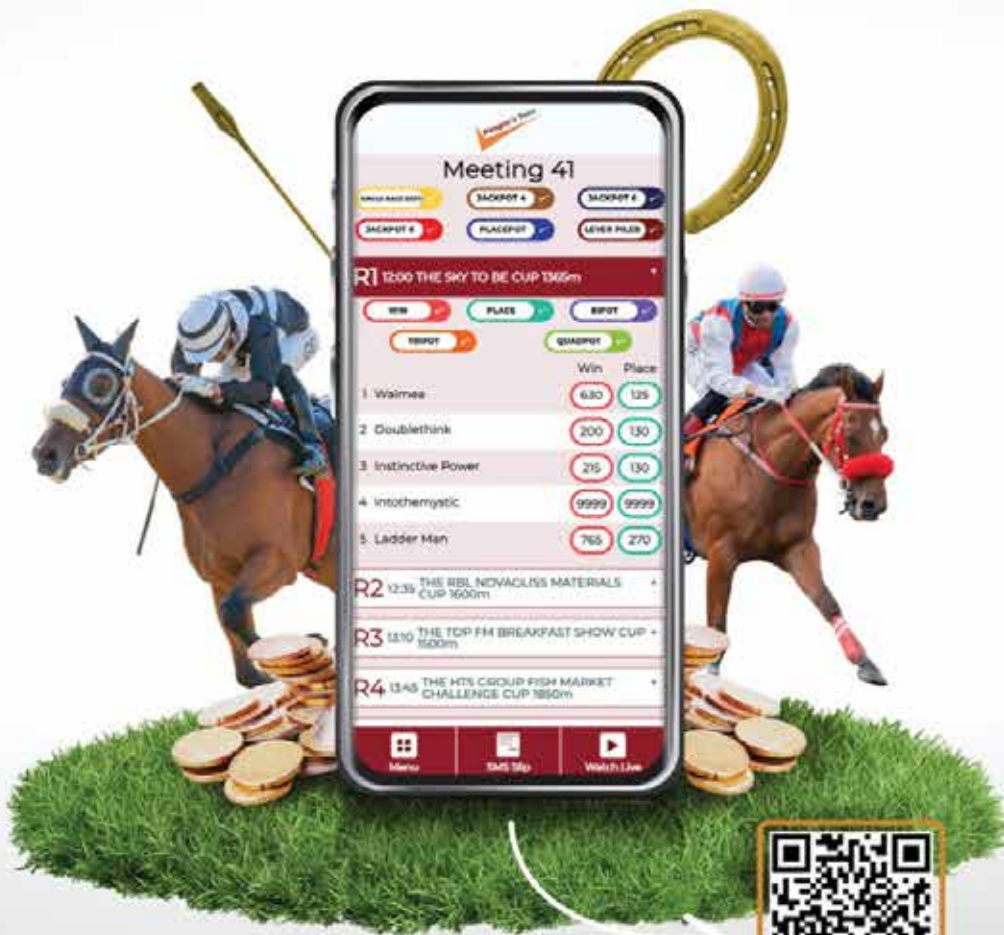 Meeting 41
JACKPOT 4
JACKPOT 6
PLACEPOT
R1 12:00 THE SKY TO BE CUP 1365m
WIN PLACE BIPOT
TRIPOT QUADPOT
Win Place
1 Waimea 630 125
2 Doublethink 200 130
3 Instinctive Power 215 130
4 Intothemystic 9999 9999
5 Ladder Man 765 270
R2 12:35 THE RBL NOVAGLISS MATERIALS
CUP 1600m
R3 13:10 THE TOP FM BREAKFAST SHOW CUP
1500m
R4 13:45 THE HTS GROUP FISH MARKET
CHALLENGE CUP 1850m
Menu SMS Slip Watch Live